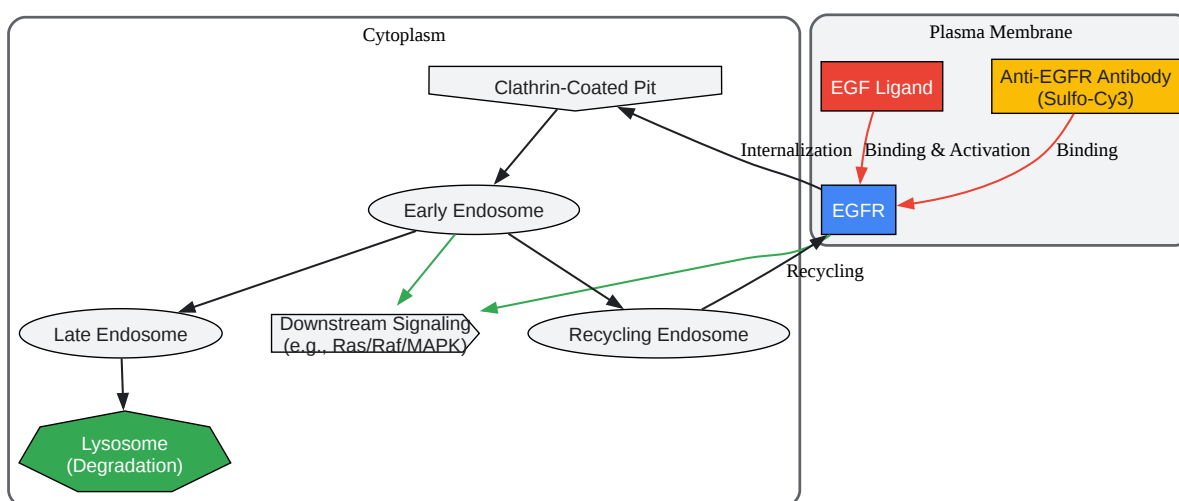 Cytoplasm
Plasma Membrane
Clathrin-Coated Pit
EGF Ligand
Anti-EGFR Antibody
(Sulfo-Cy3)
Internalization
Binding & Activation
Binding
Early Endosome
EGFR
Recycling
Late Endosome
Downstream Signaling
(e.g., Ras/Raf/MAPK)
Recycling Endosome
Lysosome
(Degradation)